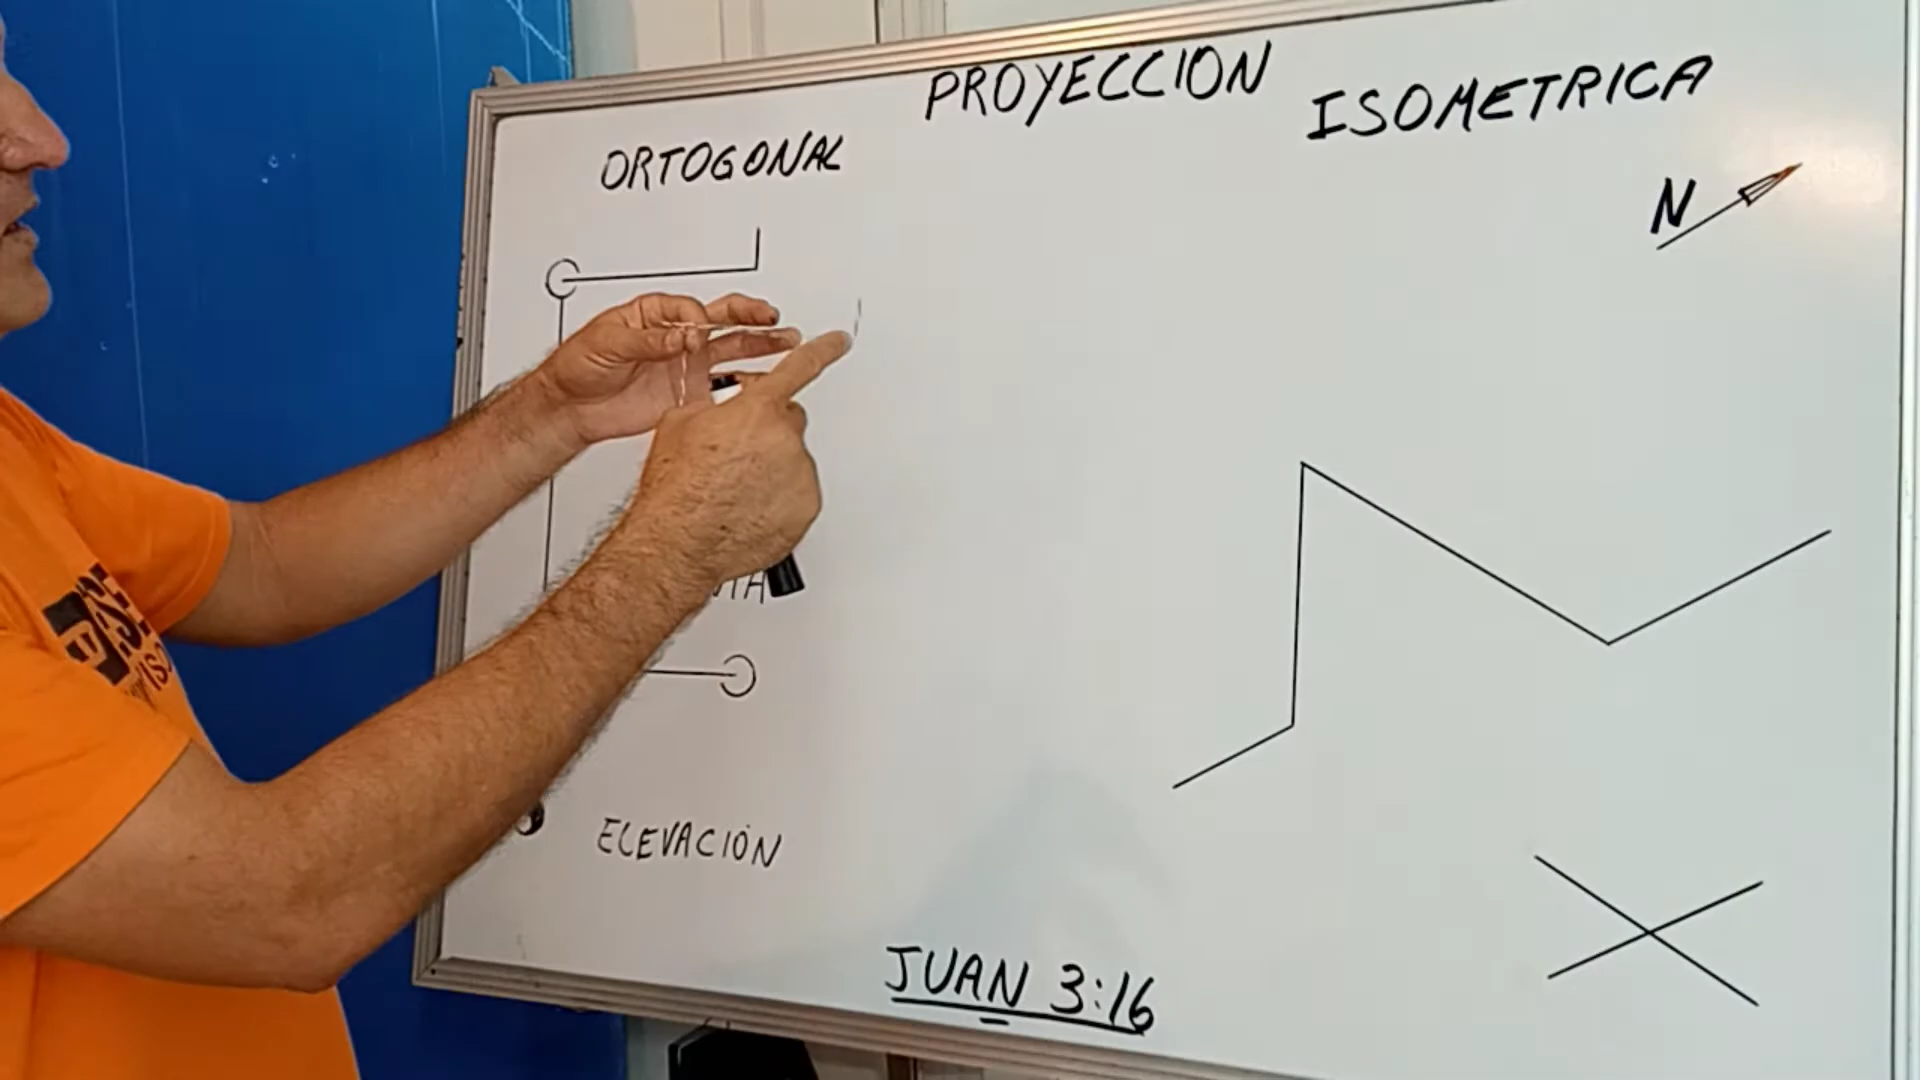 PROYECCION
ISOMETRICA
ORTOGONAL
N
ELEVACIÓN
JUAN 3:16